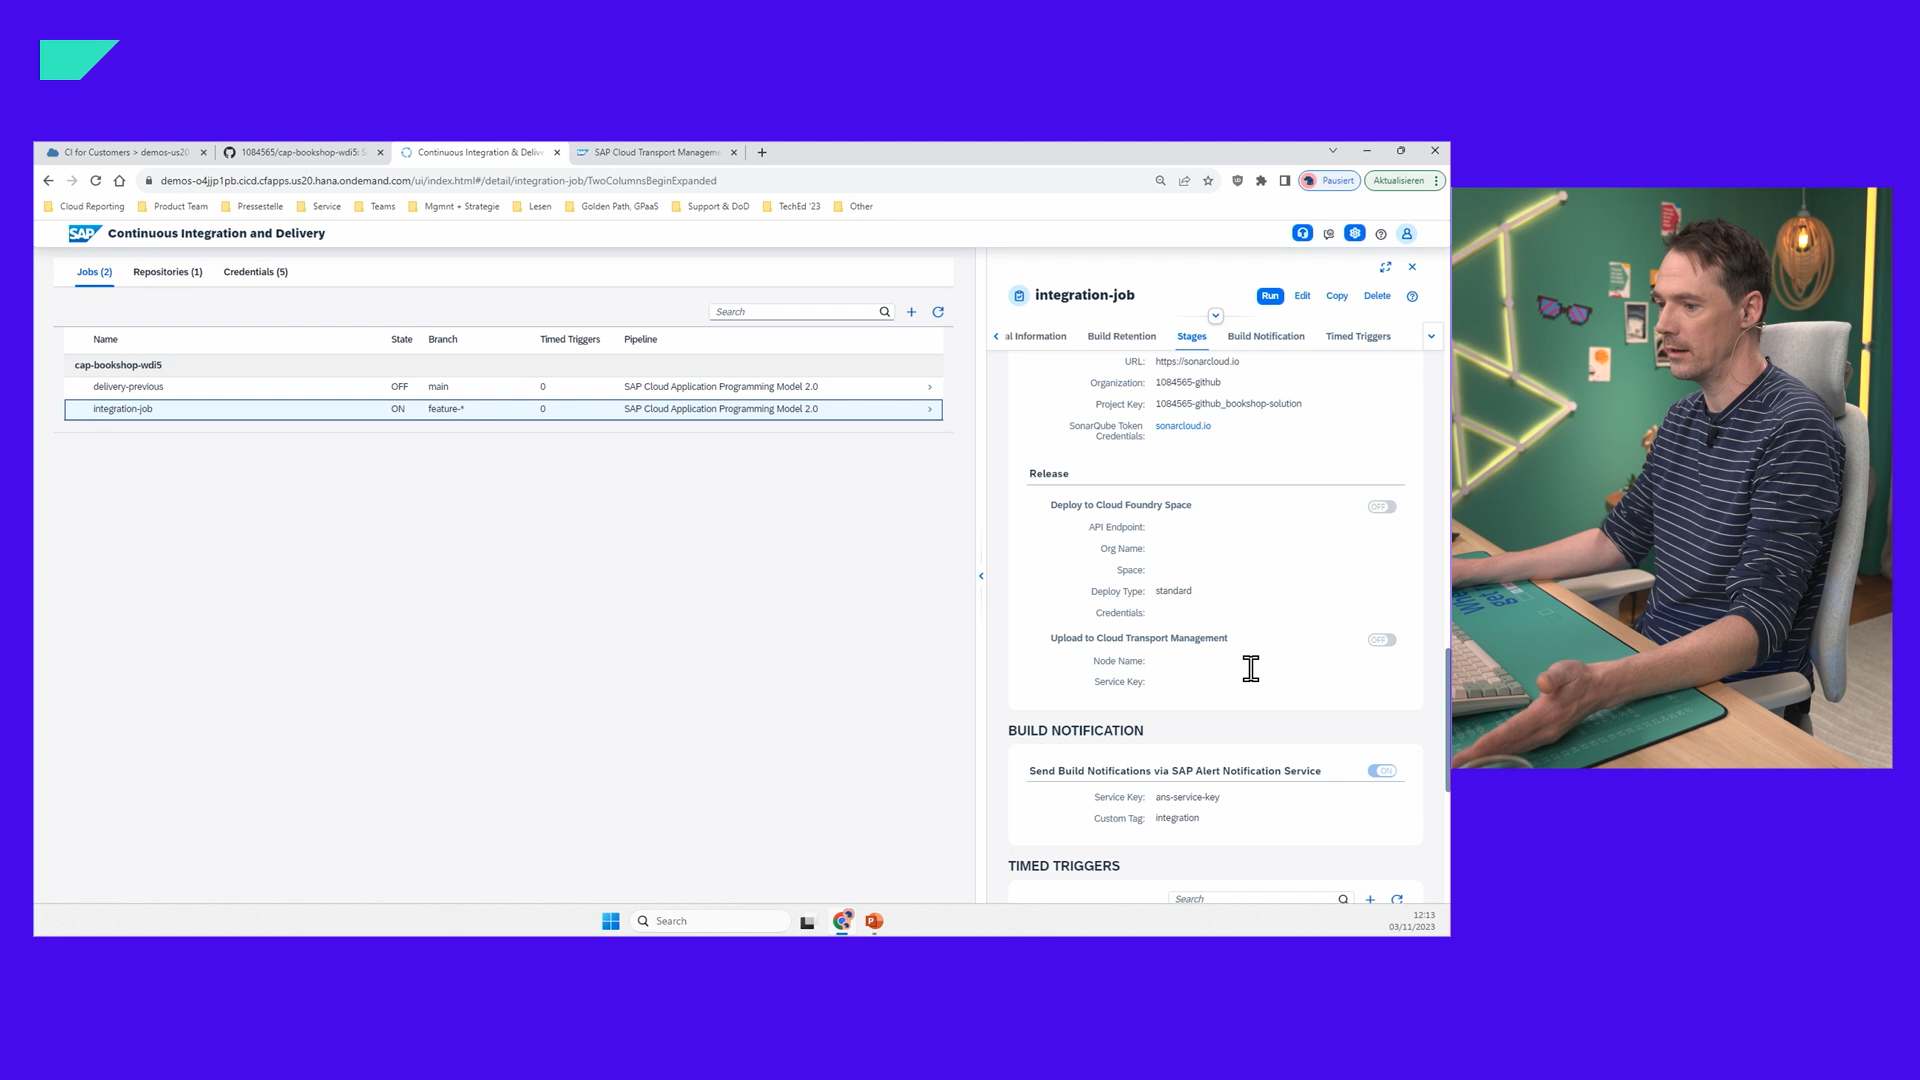 CI for Customers > demos-us20
1084565/cap-bookshop-wdi5: S
Continuous Integration & Delive
SAP Cloud Transport Managem
demos-o4jjp1pb.cicd.cfapps.us20.hana.ondemand.com/ui/index.html#/detail/integration-job/TwoColumnsBeginExpanded
Pausiert
Aktualisieren
Cloud Reporting
Product Team
Pressestelle
Service
Teams
Mgmnt + Strategie
Lesen
Golden Path, GPaaS
Support & DoD
TechEd '23
Other
SAP Continuous Integration and Delivery
Jobs (2)
Repositories (1)
Credentials (5)
Search
Name State Branch Timed Triggers Pipeline
cap-bookshop-wdi5
delivery-previous OFF main 0 SAP Cloud Application Programming Model 2.0
integration-job ON feature-* 0 SAP Cloud Application Programming Model 2.0
integration-job
Run Edit Copy Delete
al Information Build Retention Stages Build Notification Timed Triggers
URL: https://sonarcloud.io
Organization: 1084565-github
Project Key: 1084565-github_bookshop-solution
SonarQube Token sonarcloud.io
Credentials:
Release
Deploy to Cloud Foundry Space OFF
API Endpoint:
Org Name:
Space:
Deploy Type: standard
Credentials:
Upload to Cloud Transport Management OFF
Node Name:
Service Key:
BUILD NOTIFICATION
Send Build Notifications via SAP Alert Notification Service ON
Service Key: ans-service-key
Custom Tag: integration
TIMED TRIGGERS
Search
Search
12:13
03/11/2023